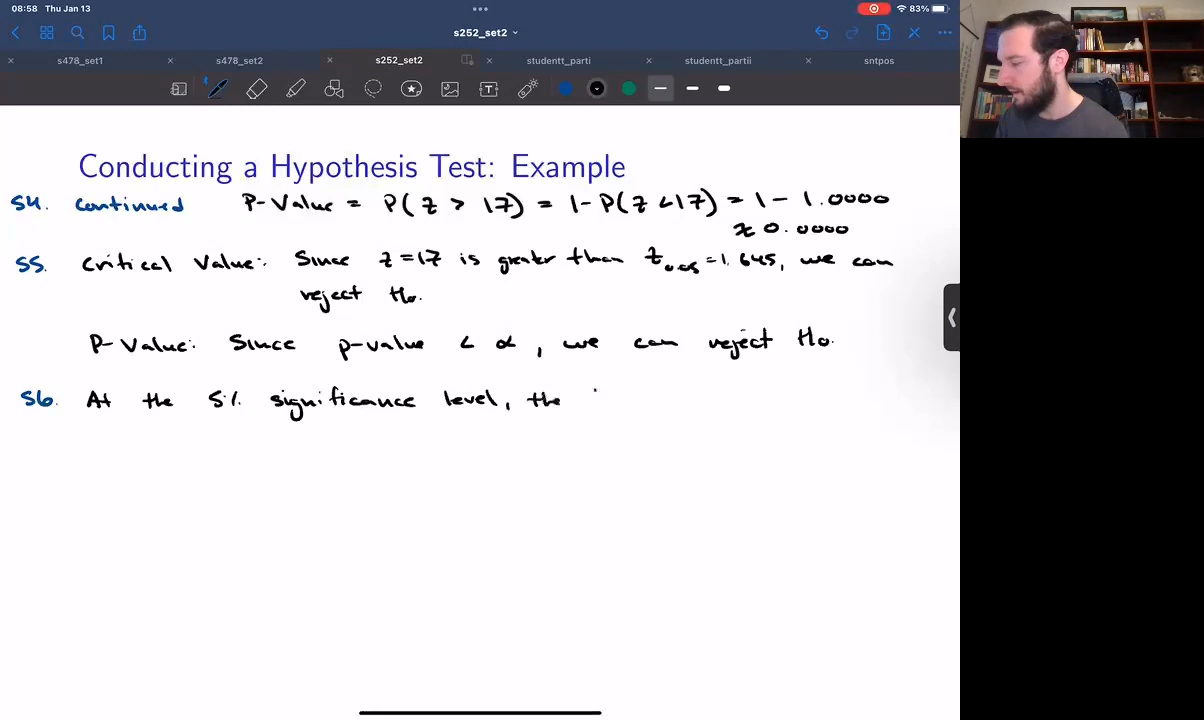 08:58 Thu Jan 13
83%
s252_set2
s478_set1
s478_set2
s252_set2
studentt_parti
studentt_partii
sntpos
Conducting a Hypothesis Test: Example
S4. continued P-Value = P(Z > 17) = 1 - P(Z < 17) = 1 - 1.0000
≈ 0.0000
S5. Critical Value: Since z = 17 is greater than z0.05 = 1.645, we can
reject H0.
P-Value: Since p-value < α, we can reject H0.
S6. At the 5% significance level, the